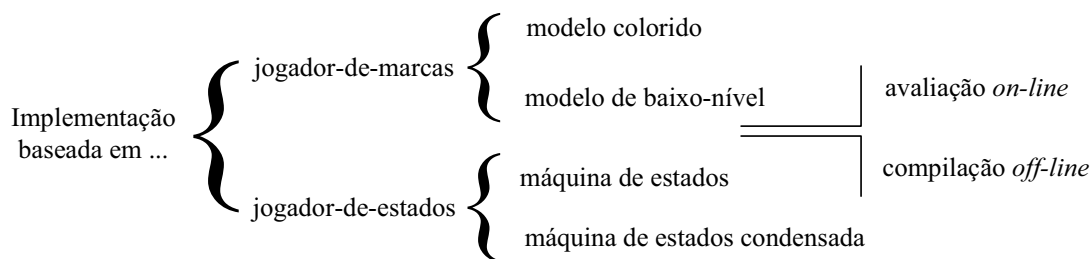 Implementação
baseada em ...
jogador-de-marcas
modelo colorido
modelo de baixo-nível
jogador-de-estados
máquina de estados
máquina de estados condensada
avaliação on-line
compilação off-line